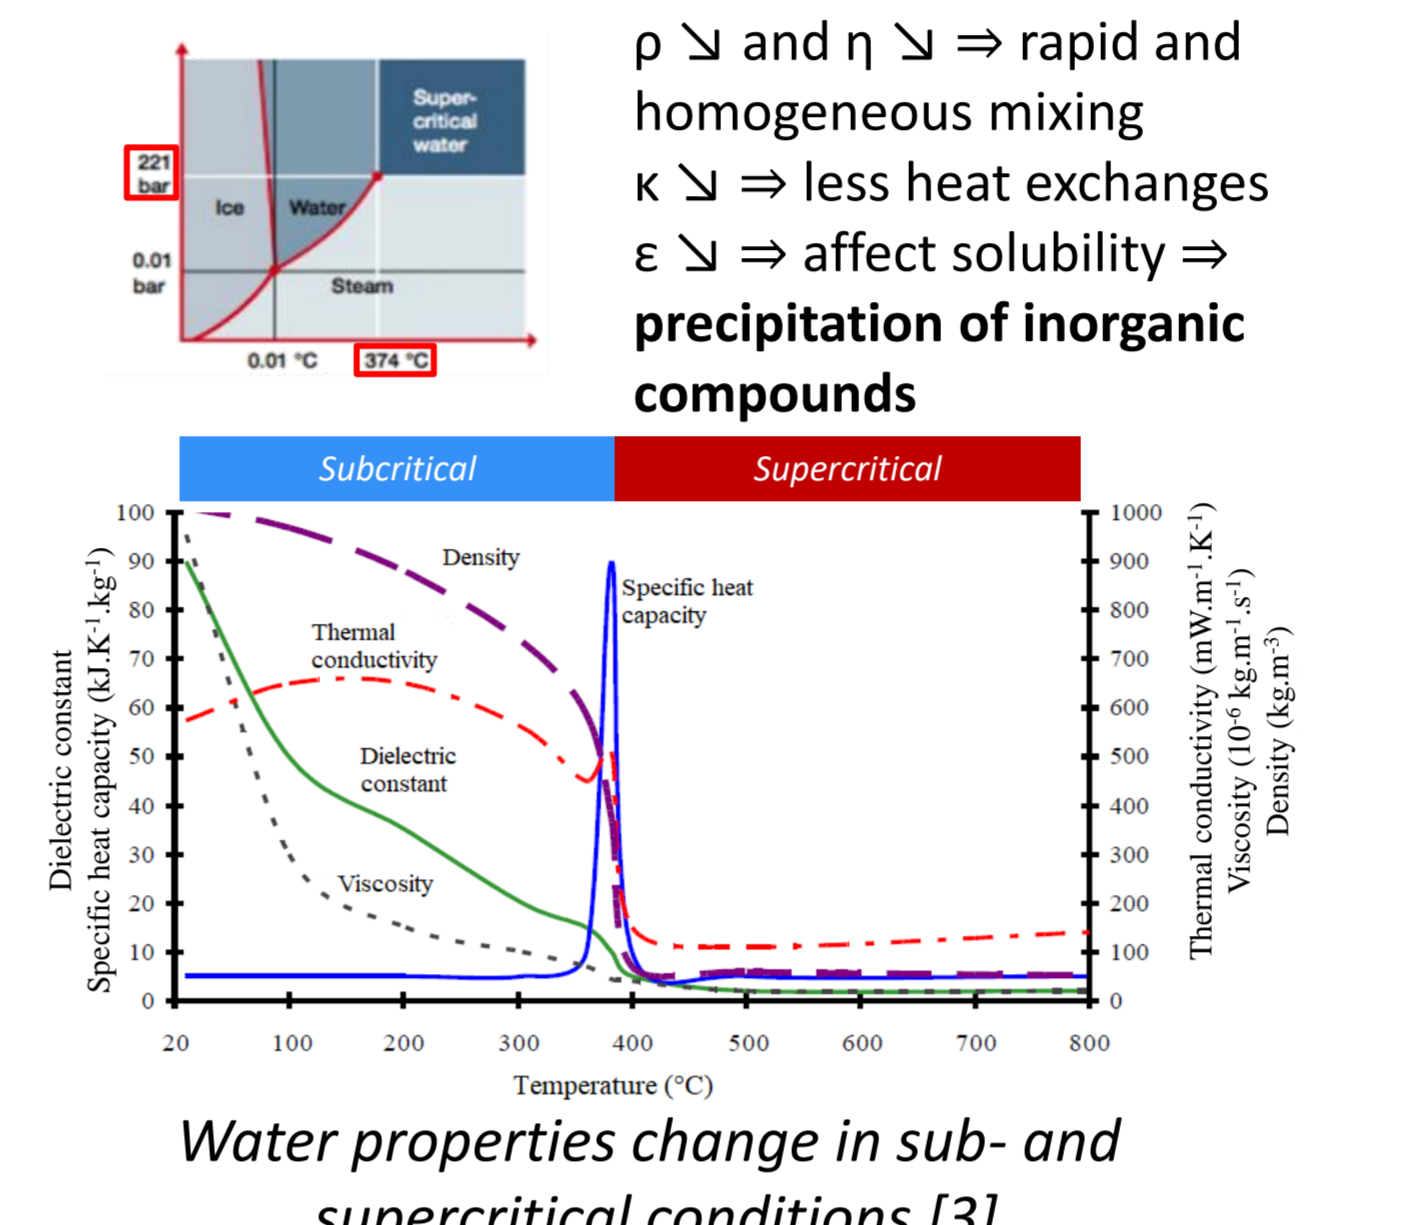 ρ ↘ and η ↘ ⇒ rapid and
homogeneous mixing
κ ↘ ⇒ less heat exchanges
ε ↘ ⇒ affect solubility ⇒
precipitation of inorganic
compounds
Super-
critical
water
221
bar
Ice
Water
0.01
bar
Steam
0.01 °C
374 °C
Subcritical
Supercritical
Dielectric constant
Specific heat capacity (kJ.K⁻¹.kg⁻¹)
100
90
80
70
60
50
40
30
20
10
0
Density
Specific heat
capacity
Thermal
conductivity
Dielectric
constant
Viscosity
1000
900
800
700
600
500
400
300
200
100
0
Thermal conductivity (mW.m⁻¹.K⁻¹)
Viscosity (10⁻⁶ kg.m⁻¹.s⁻¹)
Density (kg.m⁻³)
20 100 200 300 400 500 600 700 800
Temperature (°C)
Water properties change in sub- and
supercritical conditions [3]